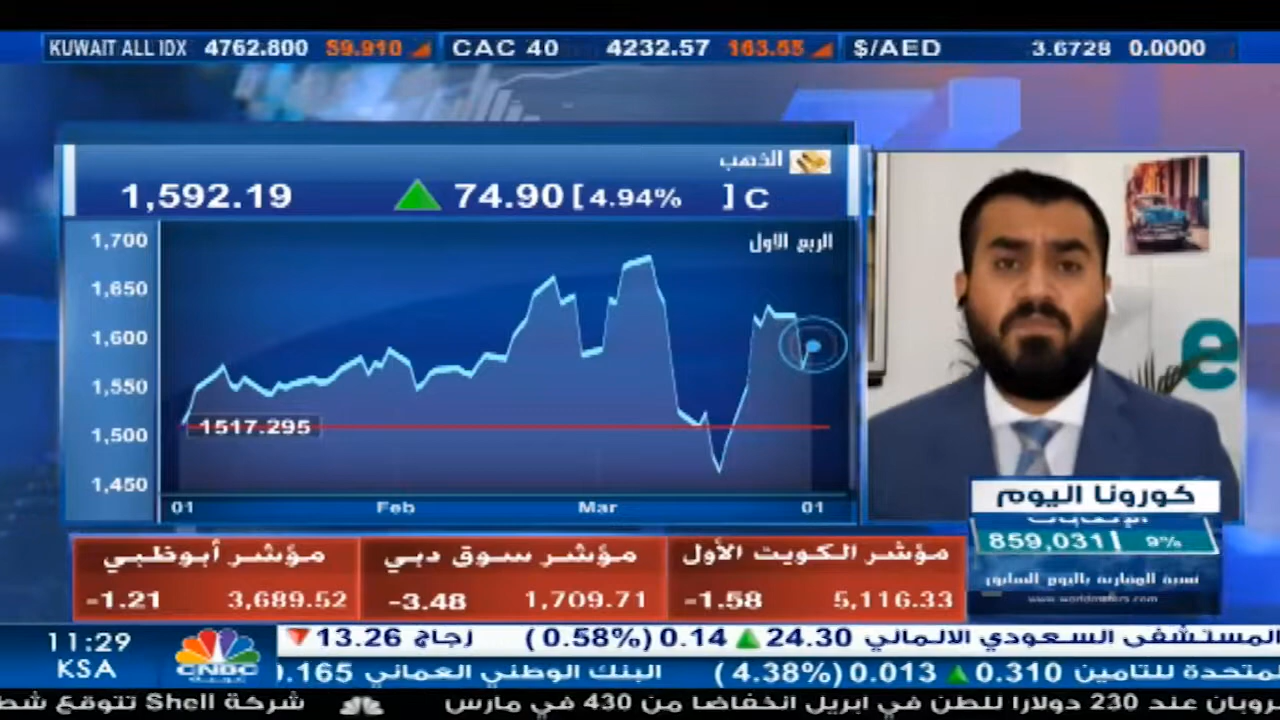 KUWAIT ALL IDX 4762.800 59.910 CAC 40 4232.57 163.55 $/AED 3.6728 0.0000
الذهب
1,592.19 74.90 [4.94% ] C
الربع الاول
1,700
1,650
1,600
1,550
1,500
1,450
1517.295
01 Feb Mar 01
e
كورونا اليوم
859,031 9%
نسبة المقارنة باليوم السابق
www.worldmeters.com
مؤشر الكويت الأول مؤشر سوق دبي مؤشر أبوظبي
5,116.33 -1.58 1,709.71 -3.48 3,689.52 -1.21
11:29
KSA
CNBC
المستشفى السعودي الالماني 24.30 0.14 (0.58%) زجاج 13.26
لمتحدة للتامين 0.310 0.013 (4.38%) البنك الوطني العماني 0.165
عند 230 دولارا للطن في ابريل انخفاضا من 430 في مارس شركة Shell تتوقع